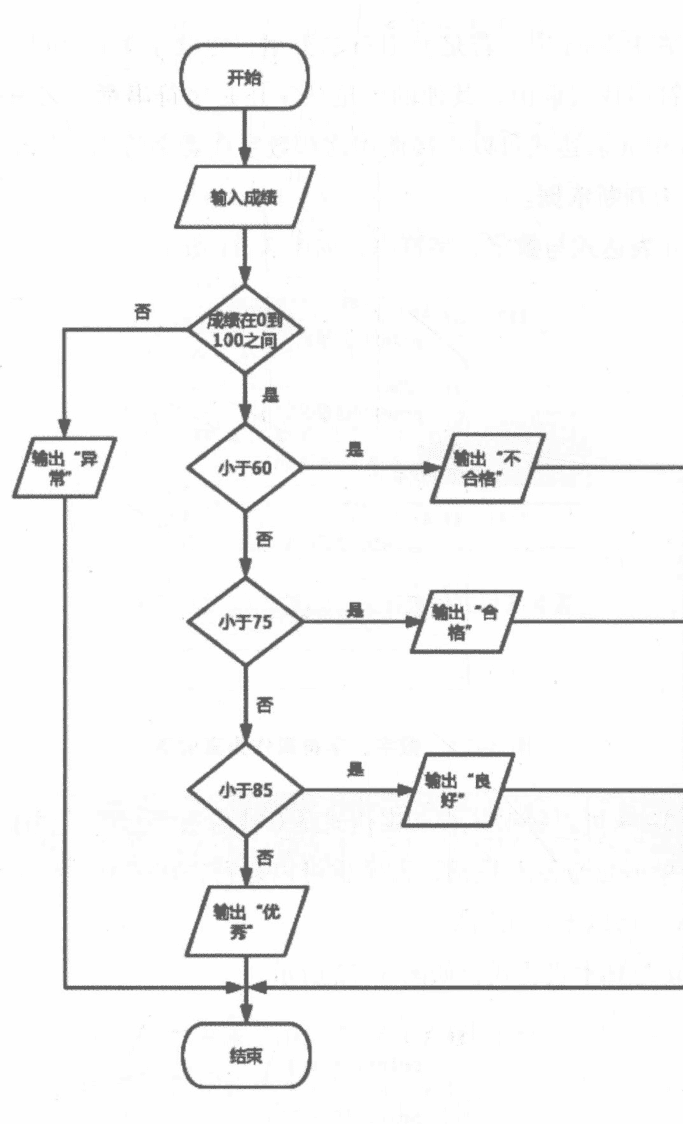 开始
输入成绩
否
成绩在0到
100之间
是
输出“异
常”
小于60
是
输出“不
合格”
否
小于75
是
输出“合
格”
否
小于85
是
输出“良
好”
否
输出“优
秀”
结束